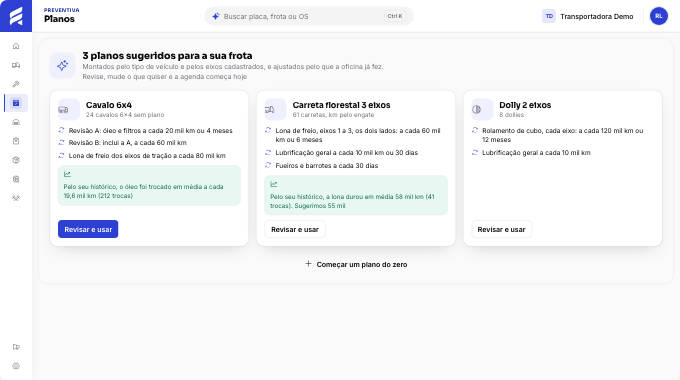 PREVENTIVA
Planos
Buscar placa, frota ou OS
Ctrl K
TD
Transportadora Demo
RL
3 planos sugeridos para a sua frota
Montados pelo tipo de veículo e pelos eixos cadastrados, e ajustados pelo que a oficina já fez.
Revise, mude o que quiser e a agenda começa hoje
Cavalo 6x4
24 cavalos 6×4 sem plano
Revisão A: óleo e filtros a cada 20 mil km ou 4 meses
Revisão B: inclui a A, a cada 60 mil km
Lona de freio dos eixos de tração a cada 80 mil km
Pelo seu histórico, o óleo foi trocado em média a cada
19,6 mil km (212 trocas)
Revisar e usar
Carreta florestal 3 eixos
61 carretas, km pelo engate
Lona de freio, eixos 1 a 3, os dois lados: a cada 60 mil
km ou 6 meses
Lubrificação geral a cada 10 mil km ou 30 dias
Fueiros e barracas a cada 30 dias
Pelo seu histórico, a lona durou em média 58 mil km (41
trocas). Sugerimos 55 mil
Revisar e usar
Dolly 2 eixos
8 dollies
Rolamento de cubo, cada eixo: a cada 120 mil km ou
12 meses
Lubrificação geral a cada 10 mil km
Revisar e usar
Começar um plano do zero